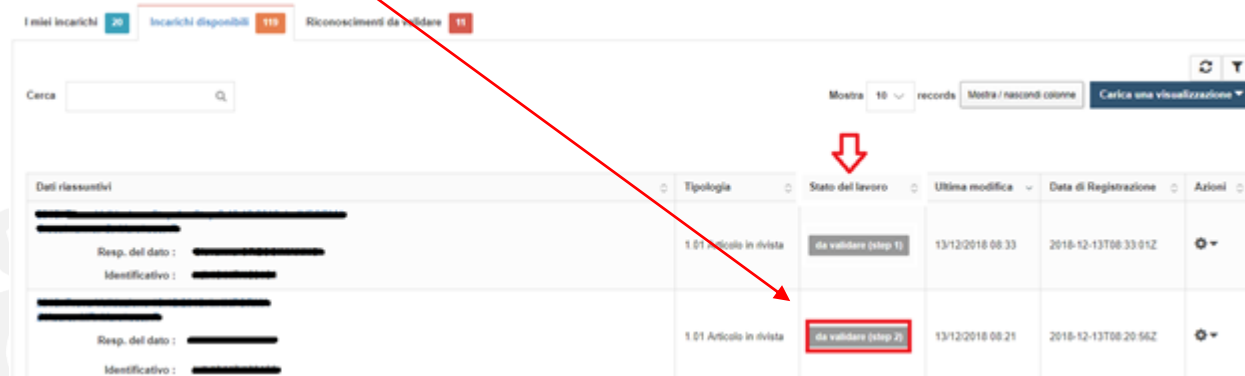 I miei incarichi 20 Incarichi disponibili 119 Riconoscimenti da validare 11
Cerca Mostra 10 records Mostra / nascondi colonne Carica una visualizzazione
Dati riassuntivi Tipologia Stato del lavoro Ultima modifica Data di Registrazione Azioni
1.01 Articolo in rivista da validare (step 1) 13/12/2018 08:33 2018-12-13T08:33:01Z
Resp. del dato :
Identificativo :
1.01 Articolo in rivista da validare (step 2) 13/12/2018 08:21 2018-12-13T08:20:56Z
Resp. del dato :
Identificativo :